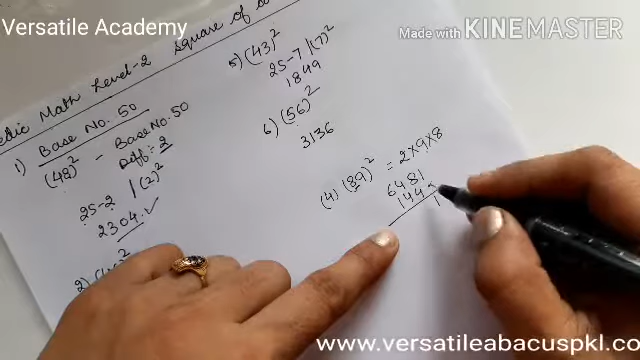 Versatile Academy
Made with KINEMASTER
Vedic Math Level-2 Square of
1) Base No. 50
(48)² - Base No. 50
Diff: 2
25-2 | (2)²
2304 ✓
2)
5) (43)²
25-7 | (7)²
1849
6) (56)²
3136
(4) (89)² = 2×9×8
6481
144×
1
www.versatileabacuspkl.co